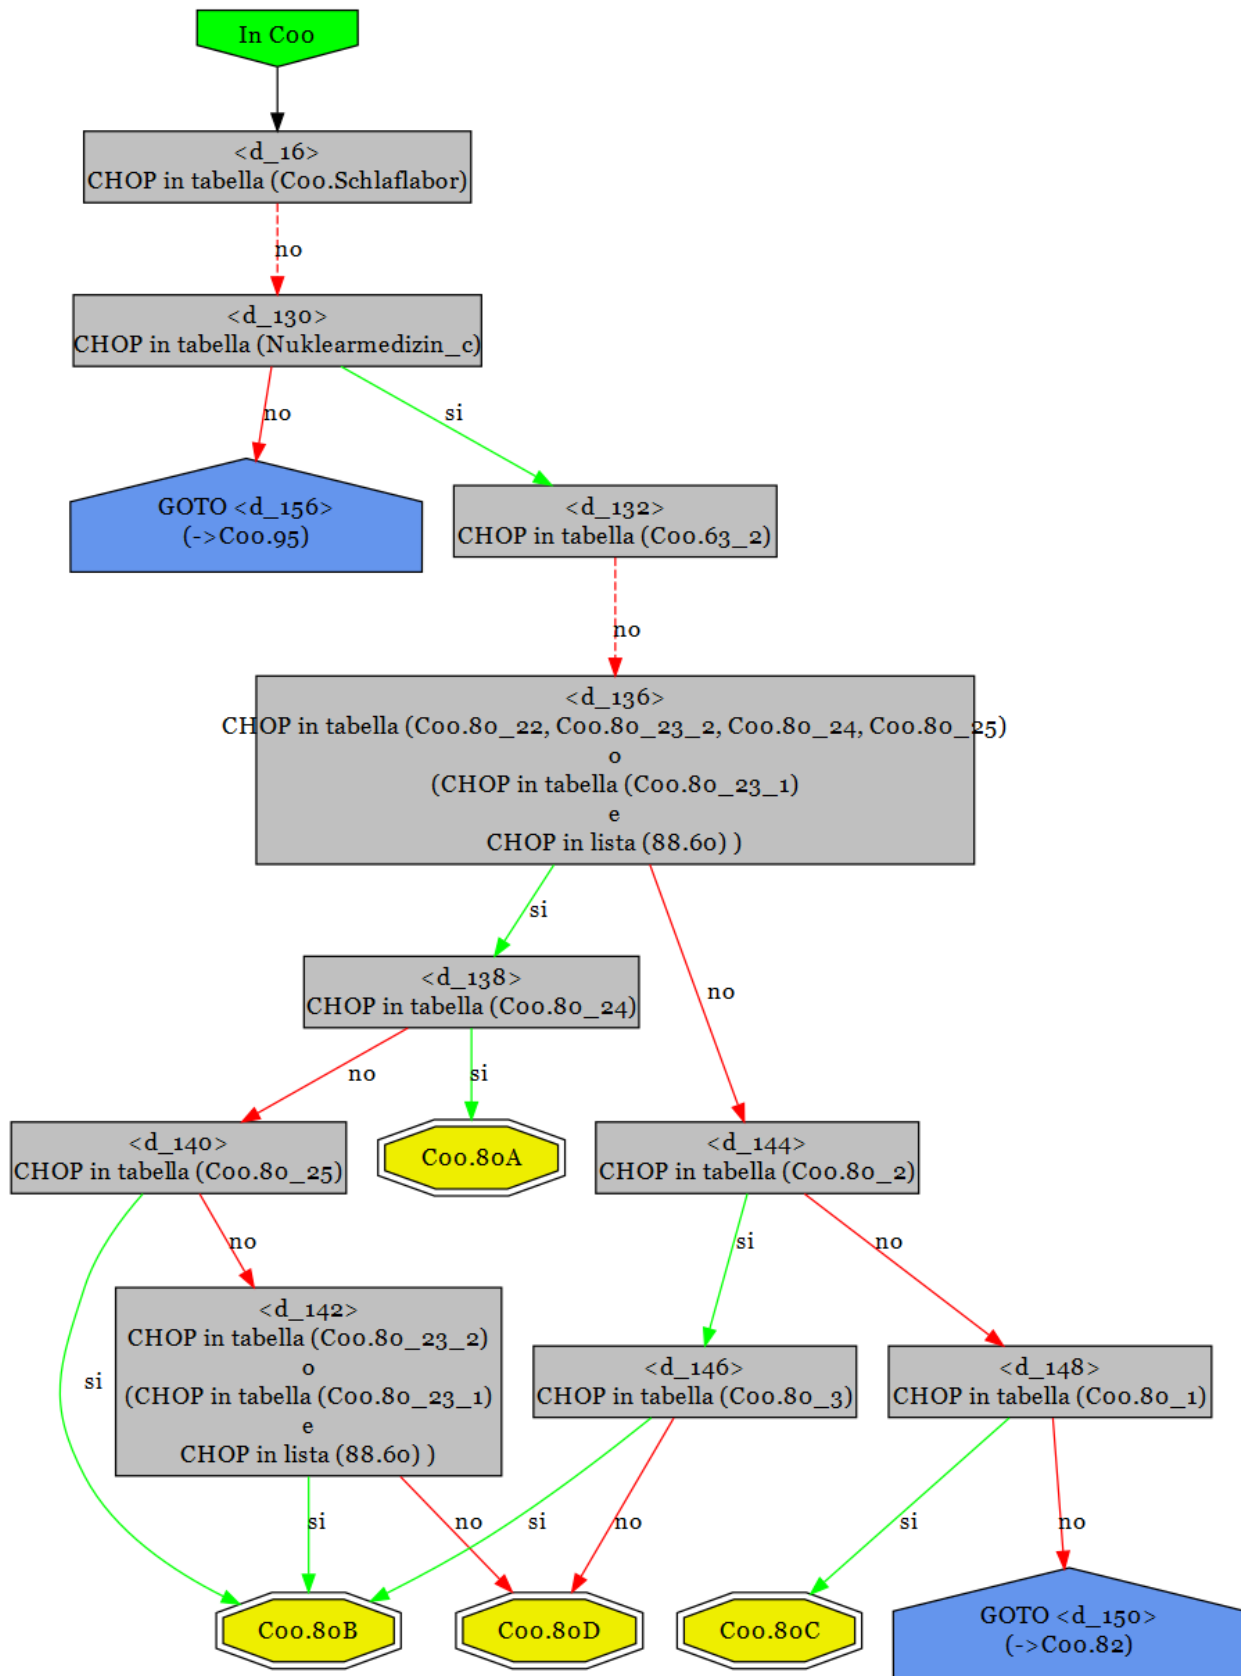 In C00
<d_16>
CHOP in tabella (C00.Schlaflabor)
no
<d_130>
CHOP in tabella (Nuklearmedizin_c)
no
si
GOTO <d_156>
(->C00.95)
<d_132>
CHOP in tabella (C00.63_2)
no
<d_136>
CHOP in tabella (C00.80_22, C00.80_23_2, C00.80_24, C00.80_25)
o
(CHOP in tabella (C00.80_23_1)
e
CHOP in lista (88.60) )
si
no
<d_138>
CHOP in tabella (C00.80_24)
no
si
<d_140>
CHOP in tabella (C00.80_25)
C00.80A
<d_144>
CHOP in tabella (C00.80_2)
no
si
no
<d_142>
CHOP in tabella (C00.80_23_2)
o
(CHOP in tabella (C00.80_23_1)
e
CHOP in lista (88.60) )
si
<d_146>
CHOP in tabella (C00.80_3)
<d_148>
CHOP in tabella (C00.80_1)
si
no
si
no
si
no
C00.80B
C00.80D
C00.80C
GOTO <d_150>
(->C00.82)